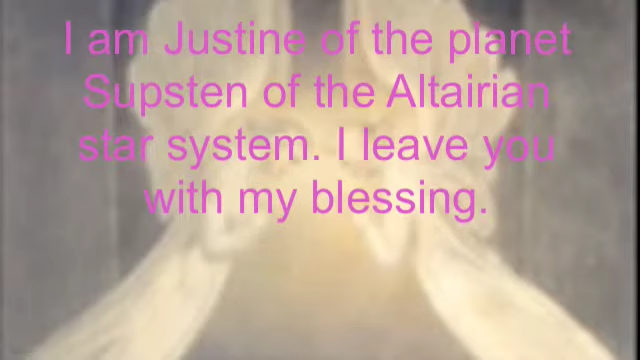 I am Justine of the planet
Supsten of the Altairian
star system. I leave you
with my blessing.